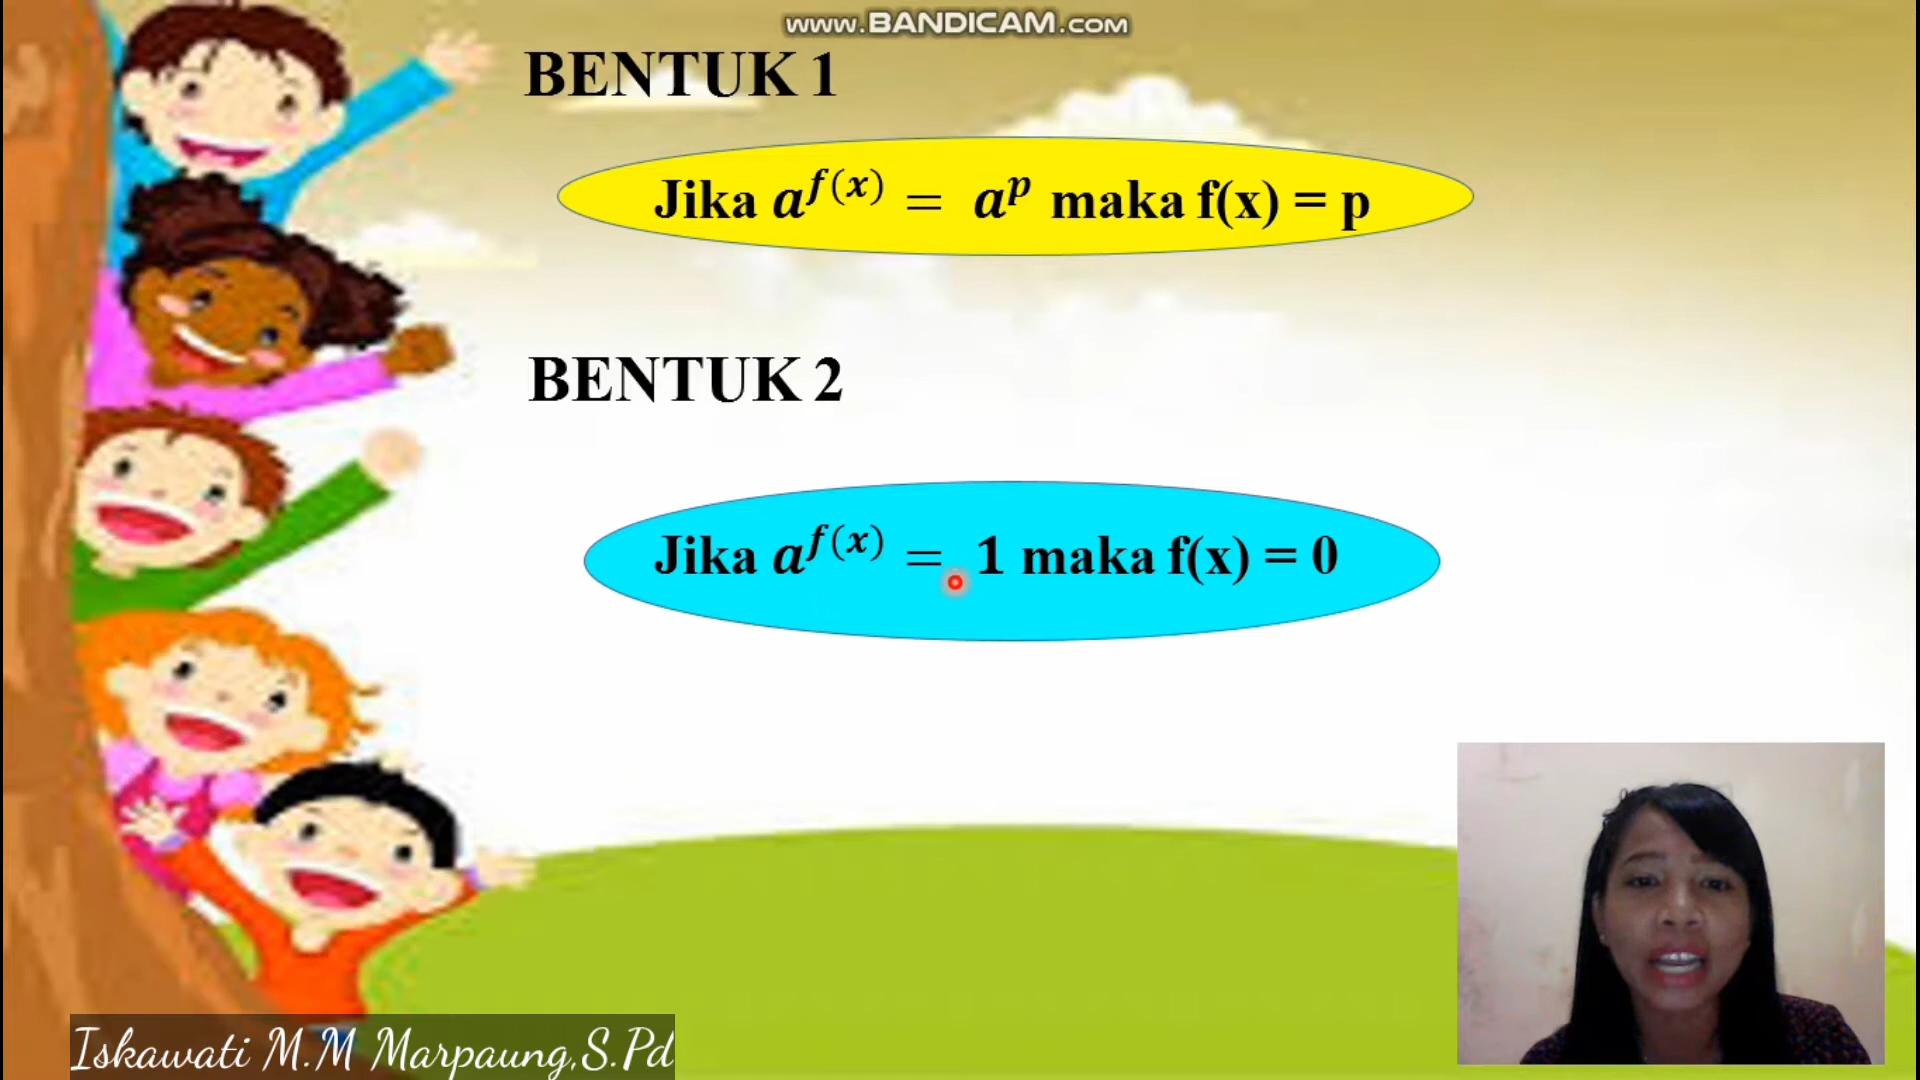 www.BANDICAM.com
BENTUK 1
Jika a^{f(x)} = a^p maka f(x) = p
BENTUK 2
Jika a^{f(x)} = 1 maka f(x) = 0
Iskawati M.M Marpaung,S.Pd